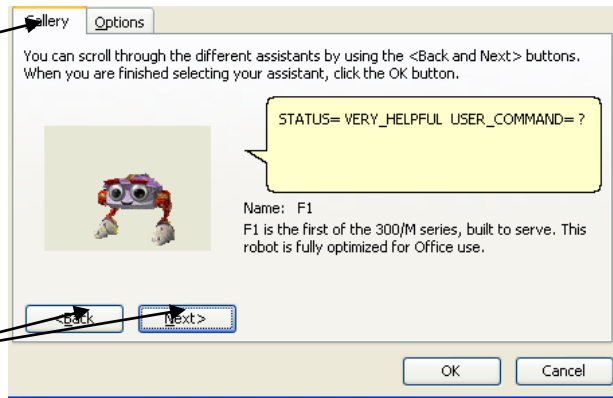 Gallery Options
You can scroll through the different assistants by using the <Back and Next> buttons.
When you are finished selecting your assistant, click the OK button.
STATUS= VERY_HELPFUL USER_COMMAND= ?
Name: F1
F1 is the first of the 300/M series, built to serve. This
robot is fully optimized for Office use.
<Back Next>
OK Cancel